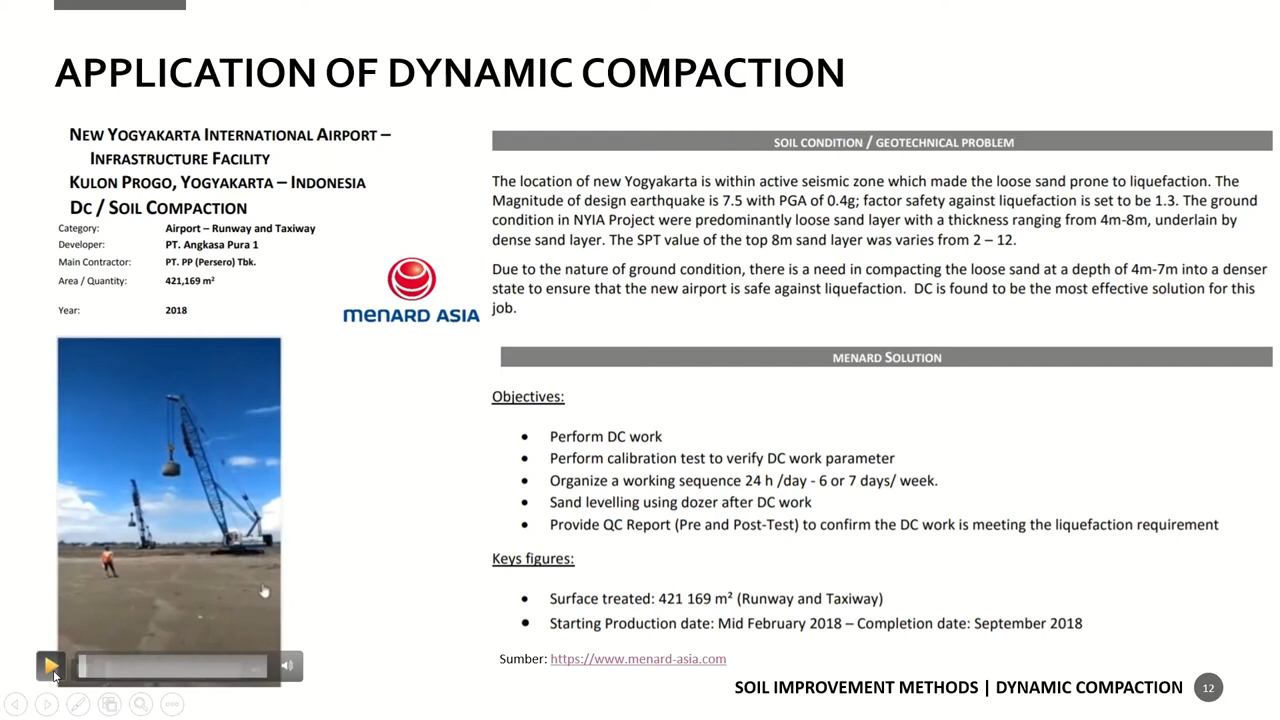 APPLICATION OF DYNAMIC COMPACTION
NEW YOGYAKARTA INTERNATIONAL AIRPORT –
INFRASTRUCTURE FACILITY
KULON PROGO, YOGYAKARTA – INDONESIA
DC / SOIL COMPACTION
Category: Airport – Runway and Taxiway
Developer: PT. Angkasa Pura 1
Main Contractor: PT. PP (Persero) Tbk.
Area / Quantity: 421,169 m²
Year: 2018
MENARD ASIA
SOIL CONDITION / GEOTECHNICAL PROBLEM
The location of new Yogyakarta is within active seismic zone which made the loose sand prone to liquefaction. The
Magnitude of design earthquake is 7.5 with PGA of 0.4g; factor safety against liquefaction is set to be 1.3. The ground
condition in NYIA Project were predominantly loose sand layer with a thickness ranging from 4m-8m, underlain by
dense sand layer. The SPT value of the top 8m sand layer was varies from 2 – 12.
Due to the nature of ground condition, there is a need in compacting the loose sand at a depth of 4m-7m into a denser
state to ensure that the new airport is safe against liquefaction. DC is found to be the most effective solution for this
job.
MENARD SOLUTION
Objectives:
• Perform DC work
• Perform calibration test to verify DC work parameter
• Organize a working sequence 24 h /day - 6 or 7 days/ week.
• Sand levelling using dozer after DC work
• Provide QC Report (Pre and Post-Test) to confirm the DC work is meeting the liquefaction requirement
Keys figures:
• Surface treated: 421 169 m² (Runway and Taxiway)
• Starting Production date: Mid February 2018 – Completion date: September 2018
Sumber: https://www.menard-asia.com
SOIL IMPROVEMENT METHODS | DYNAMIC COMPACTION 12